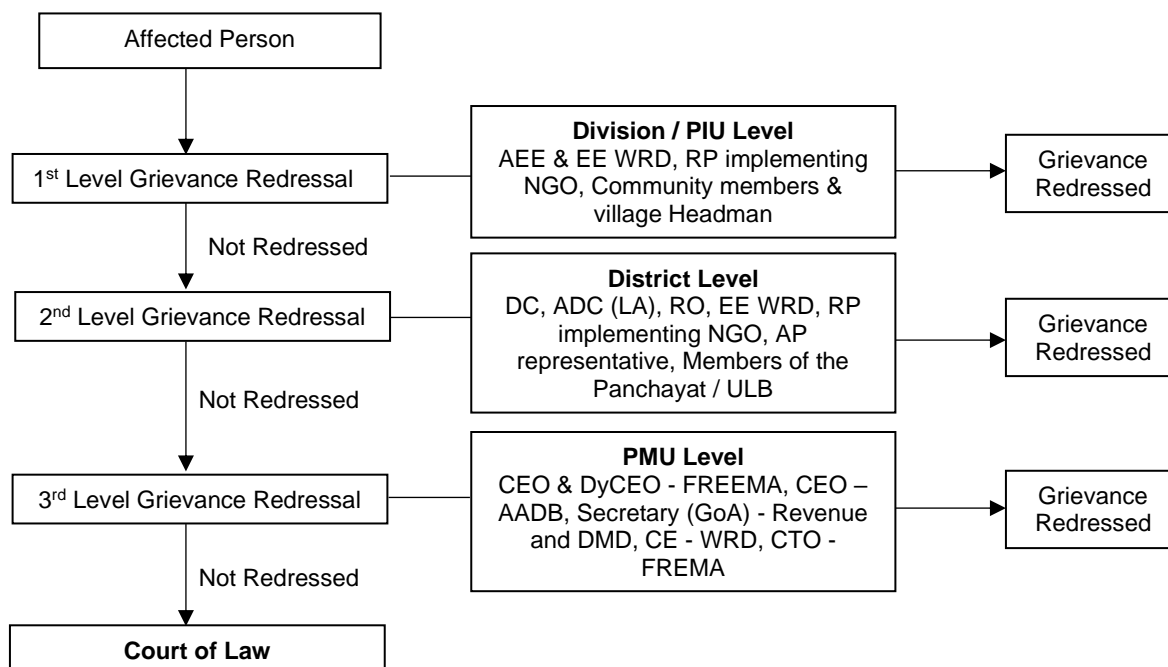 Affected Person
Division / PIU Level
AEE & EE WRD, RP implementing
NGO, Community members &
village Headman
1st Level Grievance Redressal
Grievance
Redressed
Not Redressed
District Level
DC, ADC (LA), RO, EE WRD, RP
implementing NGO, AP
representative, Members of the
Panchayat / ULB
2nd Level Grievance Redressal
Grievance
Redressed
Not Redressed
PMU Level
CEO & DyCEO - FREEMA, CEO –
AADB, Secretary (GoA) - Revenue
and DMD, CE - WRD, CTO -
FREMA
3rd Level Grievance Redressal
Grievance
Redressed
Not Redressed
Court of Law